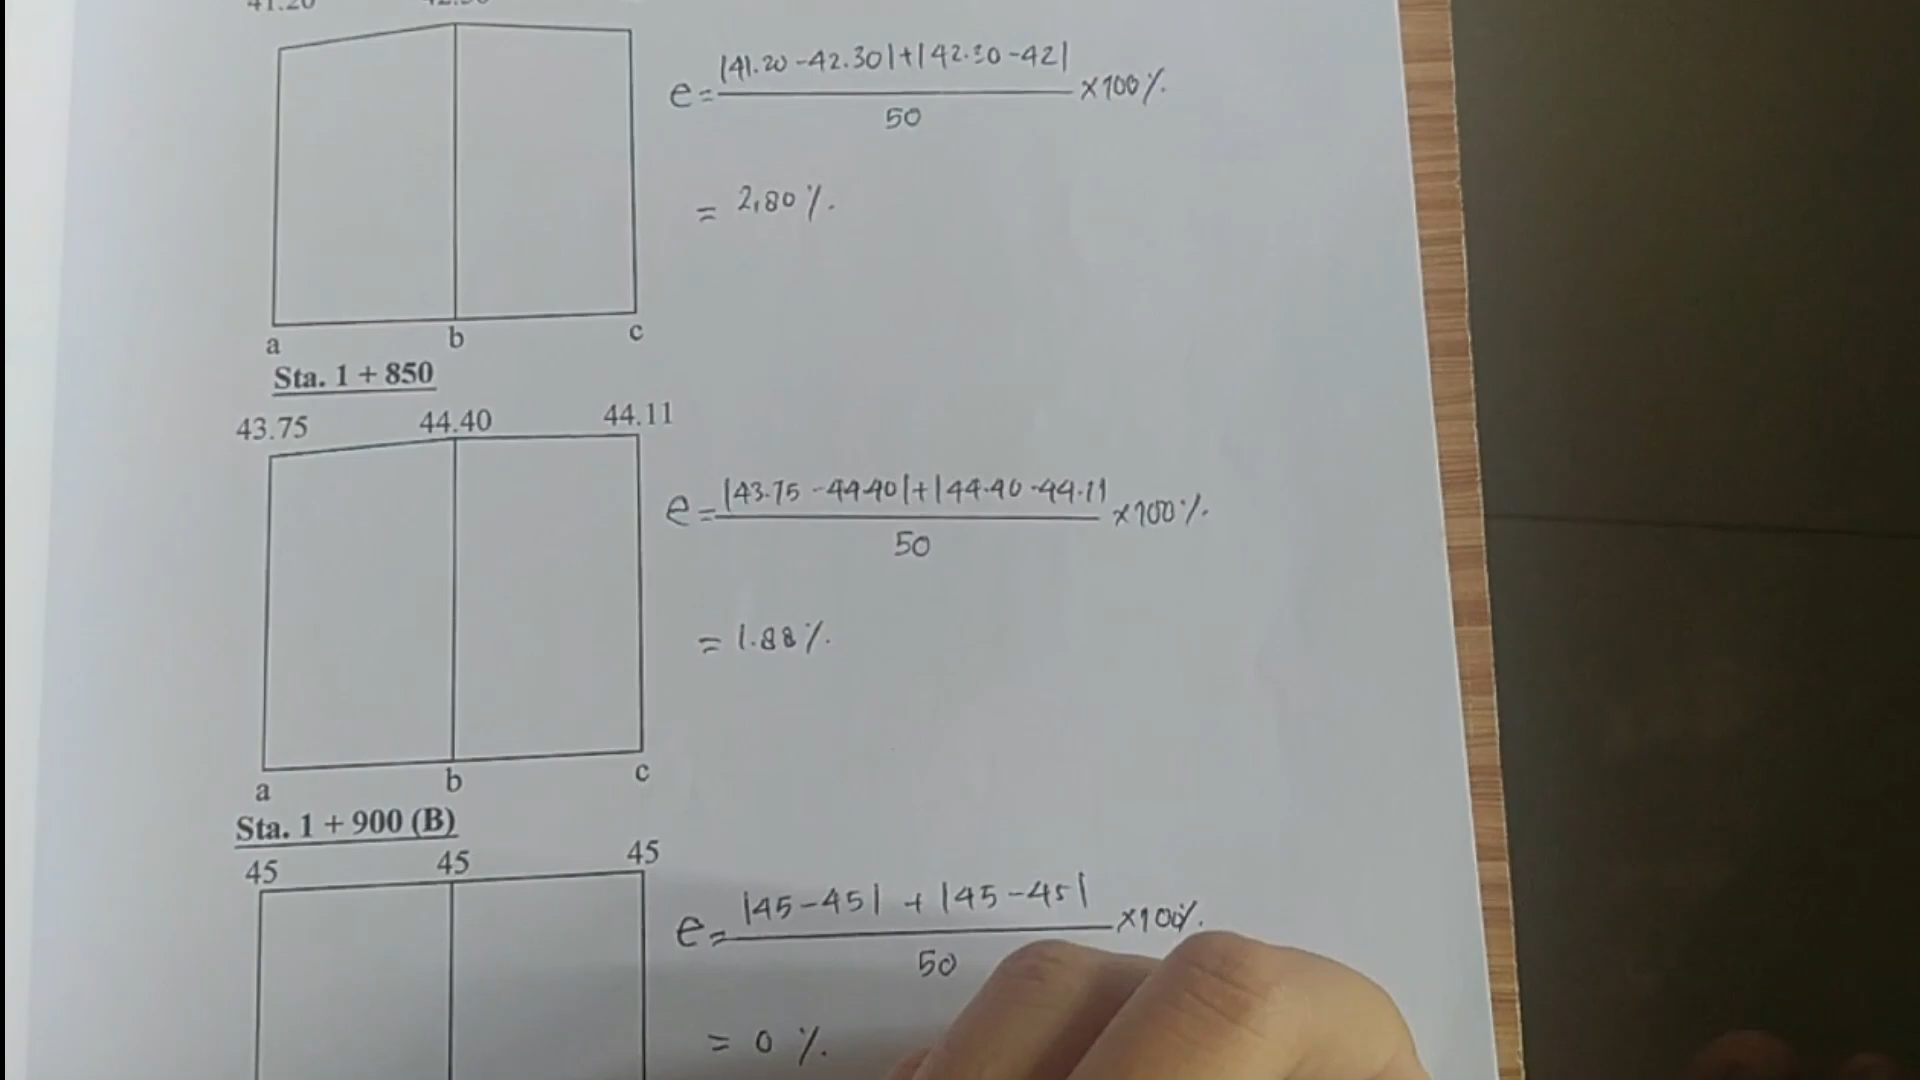 41.20
e = |41.20 - 42.30| + |42.30 - 42| / 50 × 100%
= 2,80%.
a b c
Sta. 1 + 850
43.75 44.40 44.11
e = |43.75 - 44.40| + |44.40 - 44.11 / 50 × 100%.
= 1.88%.
a b c
Sta. 1 + 900 (B)
45 45 45
e = |45 - 45| + |45 - 45| / 50 × 100%.
= 0 %.